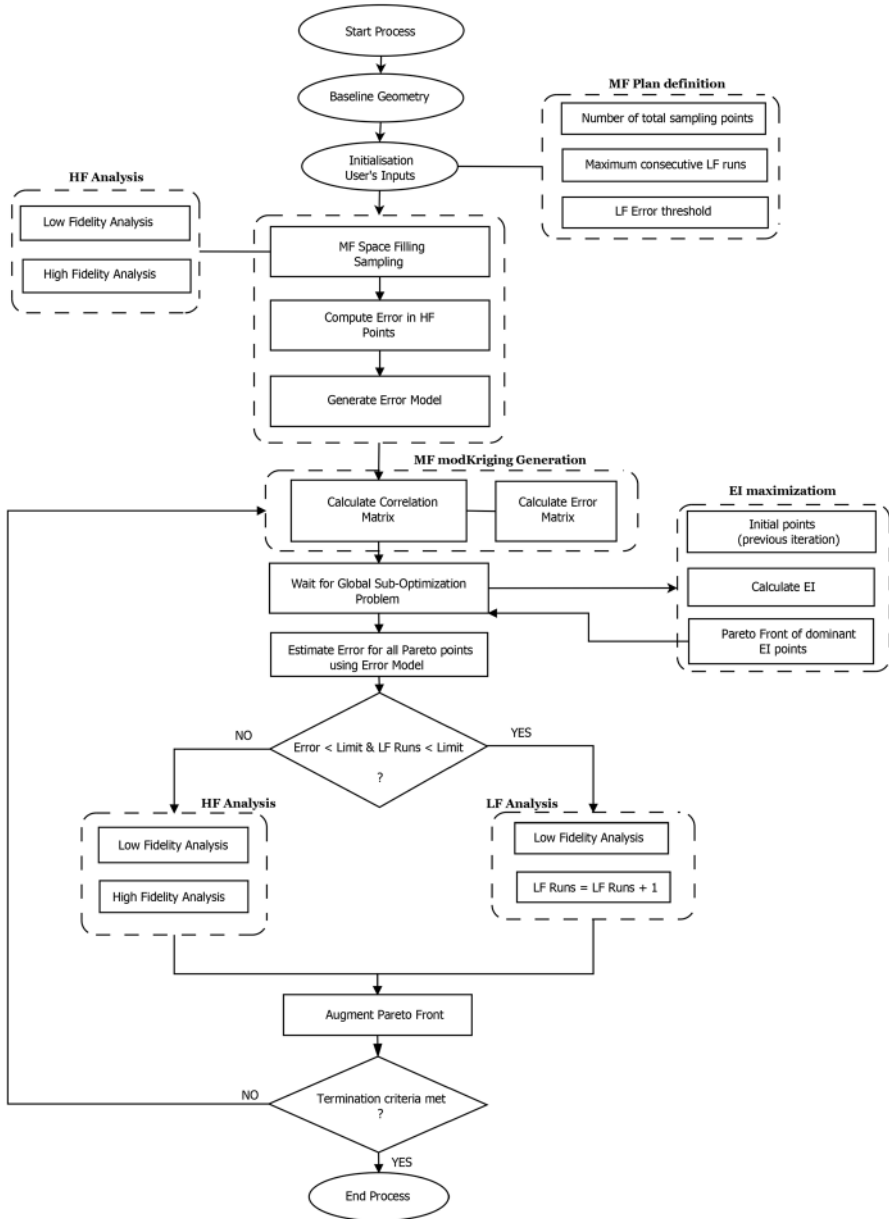 Start Process
Baseline Geometry
MF Plan definition
Number of total sampling points
Initialisation
User's Inputs
Maximum consecutive LF runs
LF Error threshold
HF Analysis
Low Fidelity Analysis
High Fidelity Analysis
MF Space Filling
Sampling
Compute Error in HF
Points
Generate Error Model
MF modKriging Generation
Calculate Correlation
Matrix
Calculate Error
Matrix
EI maximizatiom
Initial points
(previous iteration)
Calculate EI
Pareto Front of dominant
EI points
Wait for Global Sub-Optimization
Problem
Estimate Error for all Pareto points
using Error Model
NO
Error < Limit & LF Runs < Limit
?
YES
HF Analysis
Low Fidelity Analysis
High Fidelity Analysis
LF Analysis
Low Fidelity Analysis
LF Runs = LF Runs + 1
Augment Pareto Front
NO
Termination criteria met
?
YES
End Process